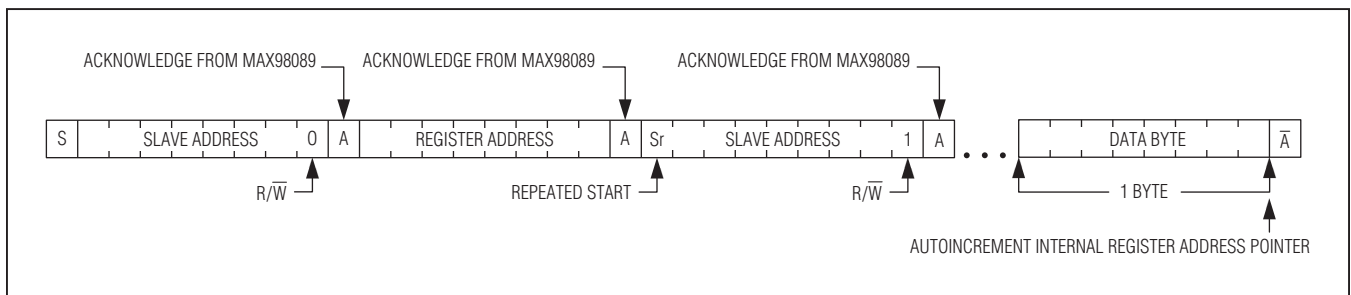 ACKNOWLEDGE FROM MAX98089 ACKNOWLEDGE FROM MAX98089 ACKNOWLEDGE FROM MAX98089
S SLAVE ADDRESS 0 A REGISTER ADDRESS A Sr SLAVE ADDRESS 1 A ... DATA BYTE A̅
R/W̅ REPEATED START R/W̅ 1 BYTE
AUTOINCREMENT INTERNAL REGISTER ADDRESS POINTER